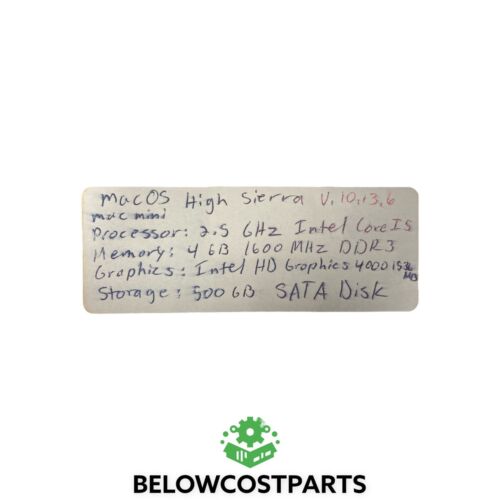 MacOS High Sierra V.10.13.6
mac mini
Processor: 2.5 GHz Intel Core I5
Memory: 4 GB 1600 MHz DDR3
Graphics: Intel HD Graphics 4000 1536 MB
Storage: 500 GB SATA Disk
BELOWCOSTPARTS